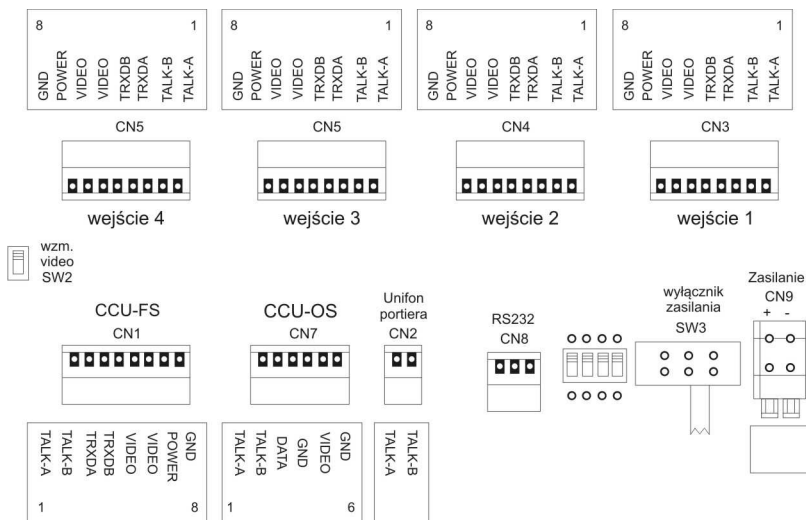 8 1
GND POWER VIDEO VIDEO TRXDB TRXDA TALK-B TALK-A
CN5
wejście 4
8 1
GND POWER VIDEO VIDEO TRXDB TRXDA TALK-B TALK-A
CN5
wejście 3
8 1
GND POWER VIDEO VIDEO TRXDB TRXDA TALK-B TALK-A
CN4
wejście 2
8 1
GND POWER VIDEO VIDEO TRXDB TRXDA TALK-B TALK-A
CN3
wejście 1
wzm.
video
SW2
CCU-FS
CN1
TALK-A TALK-B TRXDA TRXDB VIDEO VIDEO POWER GND
1 8
CCU-OS
CN7
TALK-A TALK-B DATA GND VIDEO GND
1 6
Unifon
portiera
CN2
TALK-A TALK-B
RS232
CN8
wyłącznik
zasilania
SW3
Zasilanie
CN9
+ -